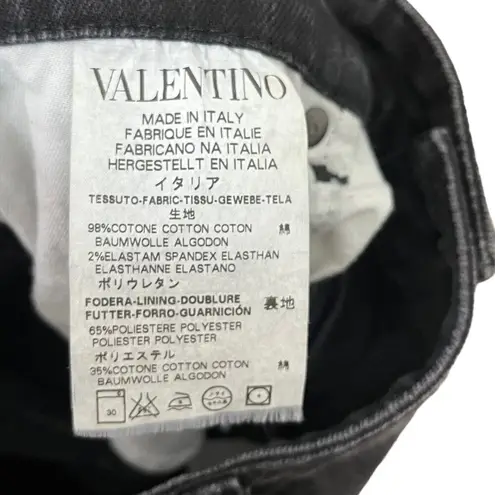 VALENTINO
MADE IN ITALY
FABRIQUE EN ITALIE
FABRICANO NA ITALIA
HERGESTELLT EN ITALIA
イタリア
TESSUTO-FABRIC-TISSU-GEWEBE-TELA
生地
98%COTONE COTTON COTON 綿
BAUMWOLLE ALGODON
2%ELASTAM SPANDEX ELASTHAN
ELASTHANNE ELASTANO
ポリウレタン
FODERA-LINING-DOUBLURE
FUTTER-FORRO-GUARNICIÓN 裏地
65%POLIESTERE POLYESTER
POLIESTER POLYESTER
ポリエステル
35%COTONE COTTON COTON 綿
BAUMWOLLE ALGODON
30